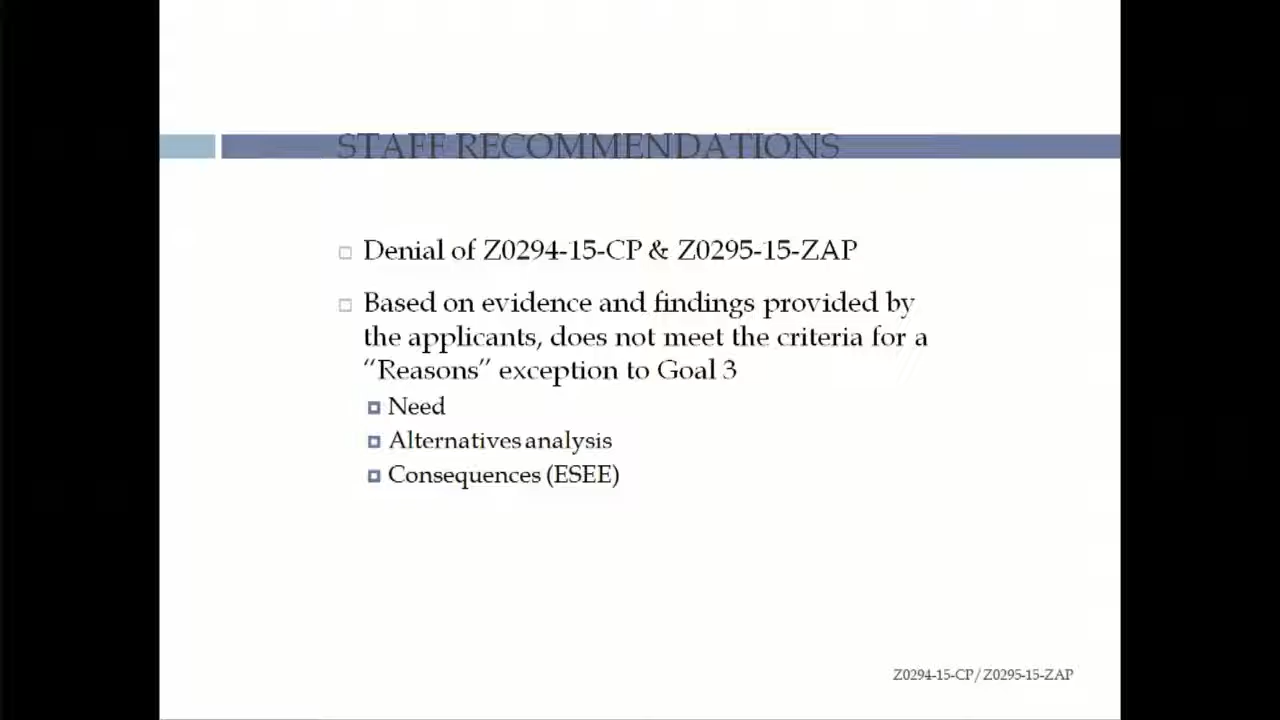 STAFF RECOMMENDATIONS
Denial of Z0294-15-CP & Z0295-15-ZAP
Based on evidence and findings provided by
the applicants, does not meet the criteria for a
“Reasons” exception to Goal 3
Need
Alternatives analysis
Consequences (ESEE)
Z0294-15-CP/Z0295-15-ZAP